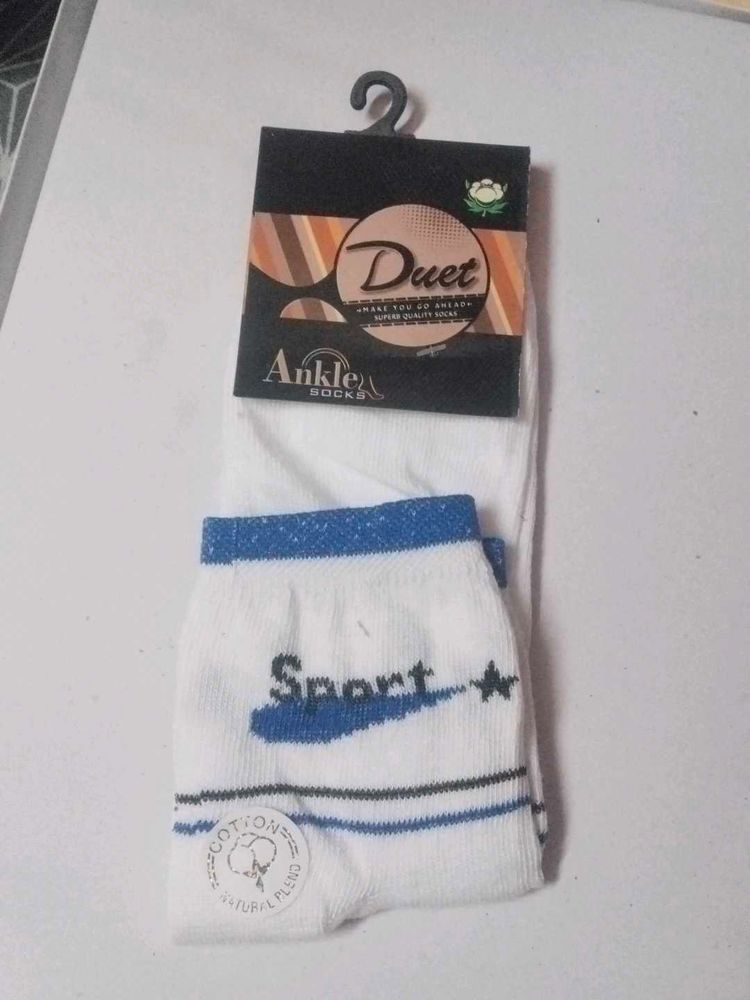 Duet
MAKE YOU GO AHEAD
SUPERB QUALITY SOCKS
Ankle
SOCKS
Sport
COTTON
NATURAL BLEND